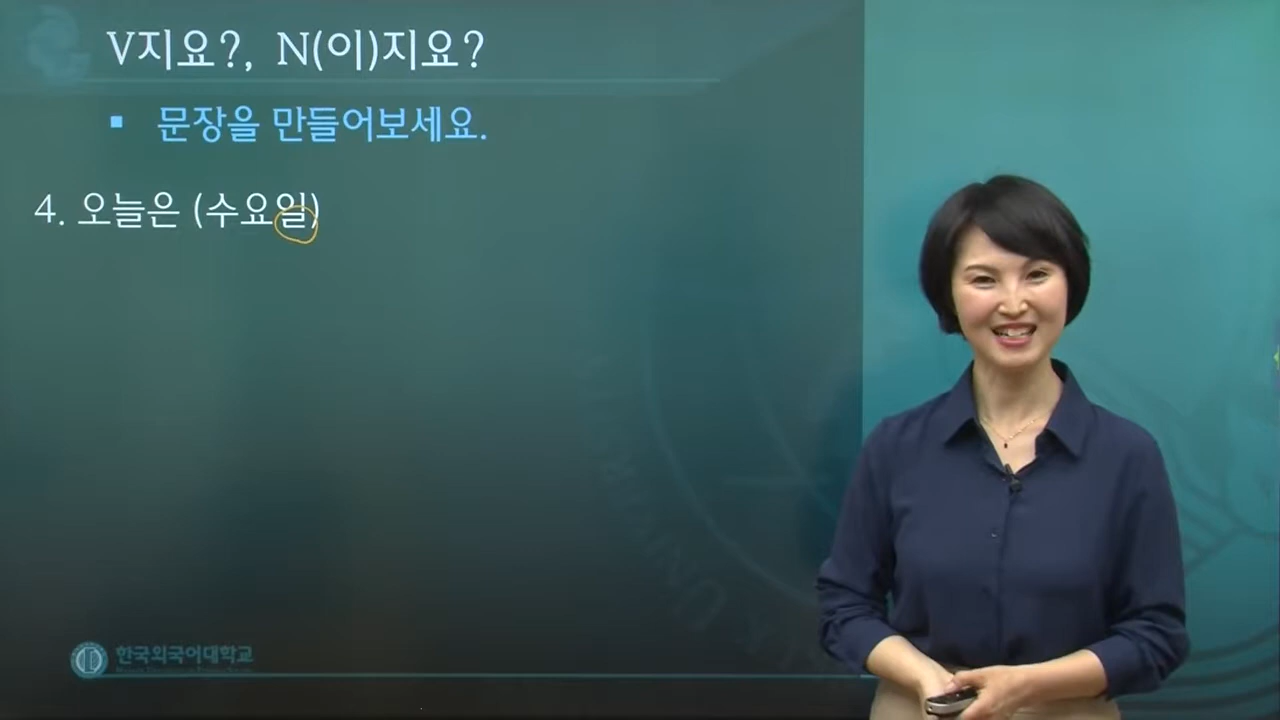 V지요?, N(이)지요?
▪ 문장을 만들어보세요.
4. 오늘은 (수요일)
한국외국어대학교